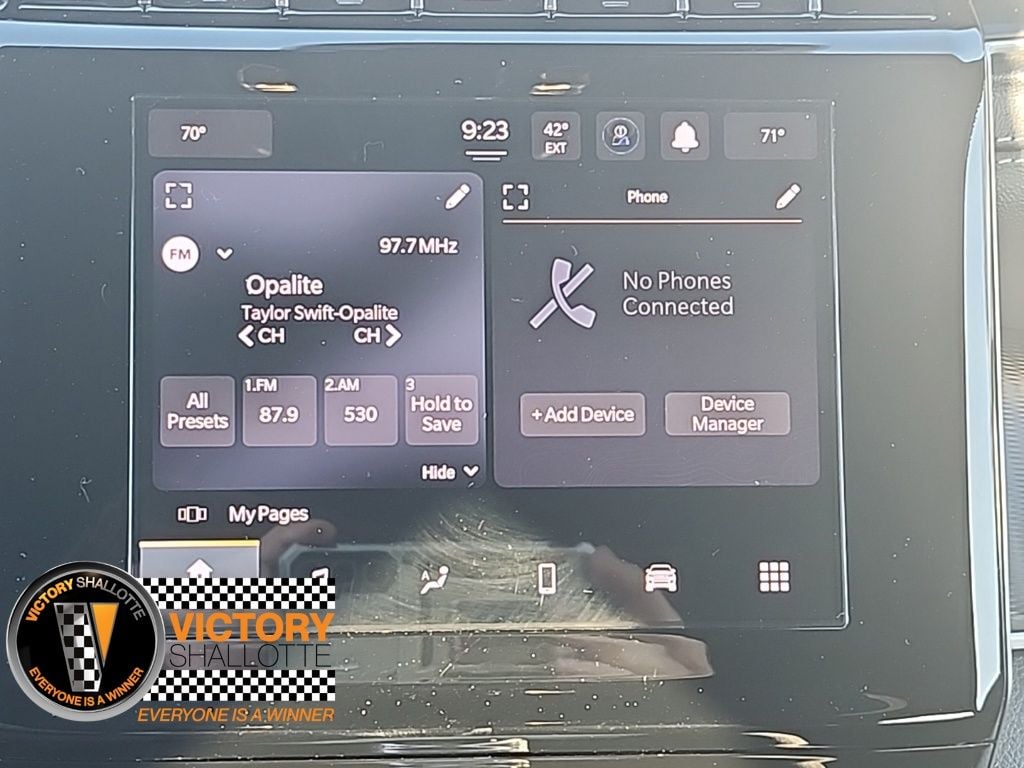 70°
9:23
42°
EXT
71°
FM
97.7MHz
Opalite
Taylor Swift-Opalite
CH
CH
All
Presets
1.FM
87.9
2.AM
530
3
Hold to
Save
Hide
Phone
No Phones
Connected
+Add Device
Device
Manager
My Pages
A
VICTORY SHALLOTTE
EVERYONE IS A WINNER
VICTORY
SHALLOTTE
EVERYONE IS A WINNER